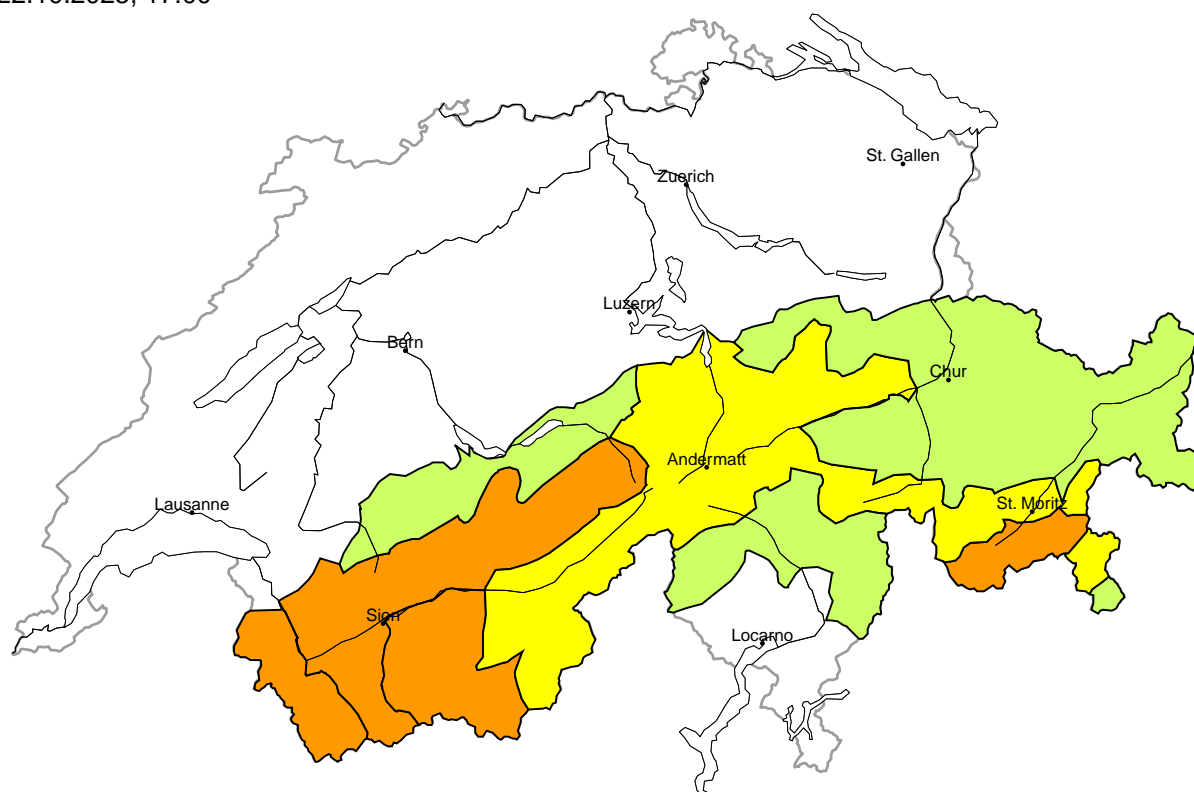 St. Gallen
Zuerich
Luzern
Bern
Chur
Andermatt
Lausanne
St. Moritz
Sion
Locarno